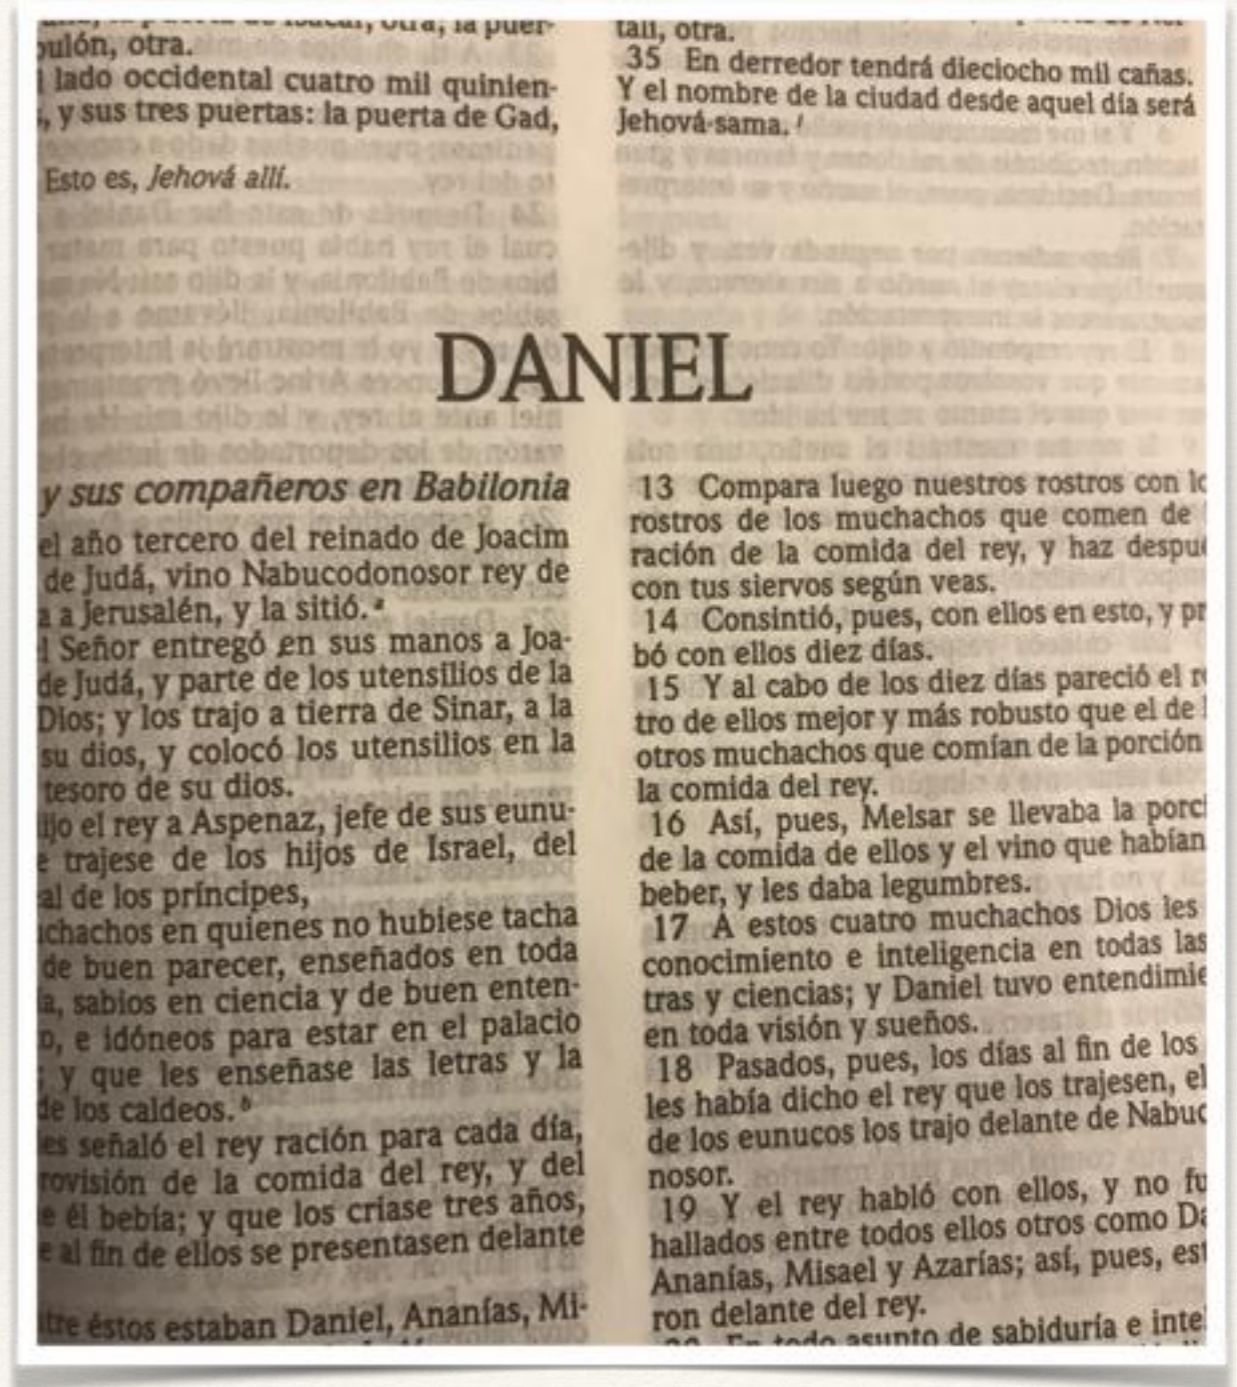 pulón, otra.
lado occidental cuatro mil quinien-
, y sus tres puertas: la puerta de Gad,
Esto es, Jehová allí.
talí, otra.
35 En derredor tendrá dieciocho mil cañas.
Y el nombre de la ciudad desde aquel día será
Jehová-sama. f
DANIEL
y sus compañeros en Babilonia
el año tercero del reinado de Joacim
de Judá, vino Nabucodonosor rey de
a a Jerusalén, y la sitió. a
l Señor entregó en sus manos a Joa-
de Judá, y parte de los utensilios de la
Dios; y los trajo a tierra de Sinar, a la
su dios, y colocó los utensilios en la
tesoro de su dios.
ijo el rey a Aspenaz, jefe de sus eunu-
e trajese de los hijos de Israel, del
al de los príncipes,
uchachos en quienes no hubiese tacha
de buen parecer, enseñados en toda
a, sabios en ciencia y de buen enten-
o, e idóneos para estar en el palacio
; y que les enseñase las letras y la
de los caldeos. b
es señaló el rey ración para cada día,
rovisión de la comida del rey, y del
e él bebía; y que los criase tres años,
e al fin de ellos se presentasen delante
tre éstos estaban Daniel, Ananías, Mi-
13 Compara luego nuestros rostros con lo
rostros de los muchachos que comen de
ración de la comida del rey, y haz despué
con tus siervos según veas.
14 Consintió, pues, con ellos en esto, y pr
bó con ellos diez días.
15 Y al cabo de los diez días pareció el r
tro de ellos mejor y más robusto que el de l
otros muchachos que comían de la porción
la comida del rey.
16 Así, pues, Melsar se llevaba la porci
de la comida de ellos y el vino que habían
beber, y les daba legumbres.
17 A estos cuatro muchachos Dios les
conocimiento e inteligencia en todas las
tras y ciencias; y Daniel tuvo entendimie
en toda visión y sueños.
18 Pasados, pues, los días al fin de los
les había dicho el rey que los trajesen, el
de los eunucos los trajo delante de Nabuc
nosor.
19 Y el rey habló con ellos, y no fu
hallados entre todos ellos otros como Da
Ananías, Misael y Azarías; así, pues, est
ron delante del rey.
20 En todo asunto de sabiduría e inte